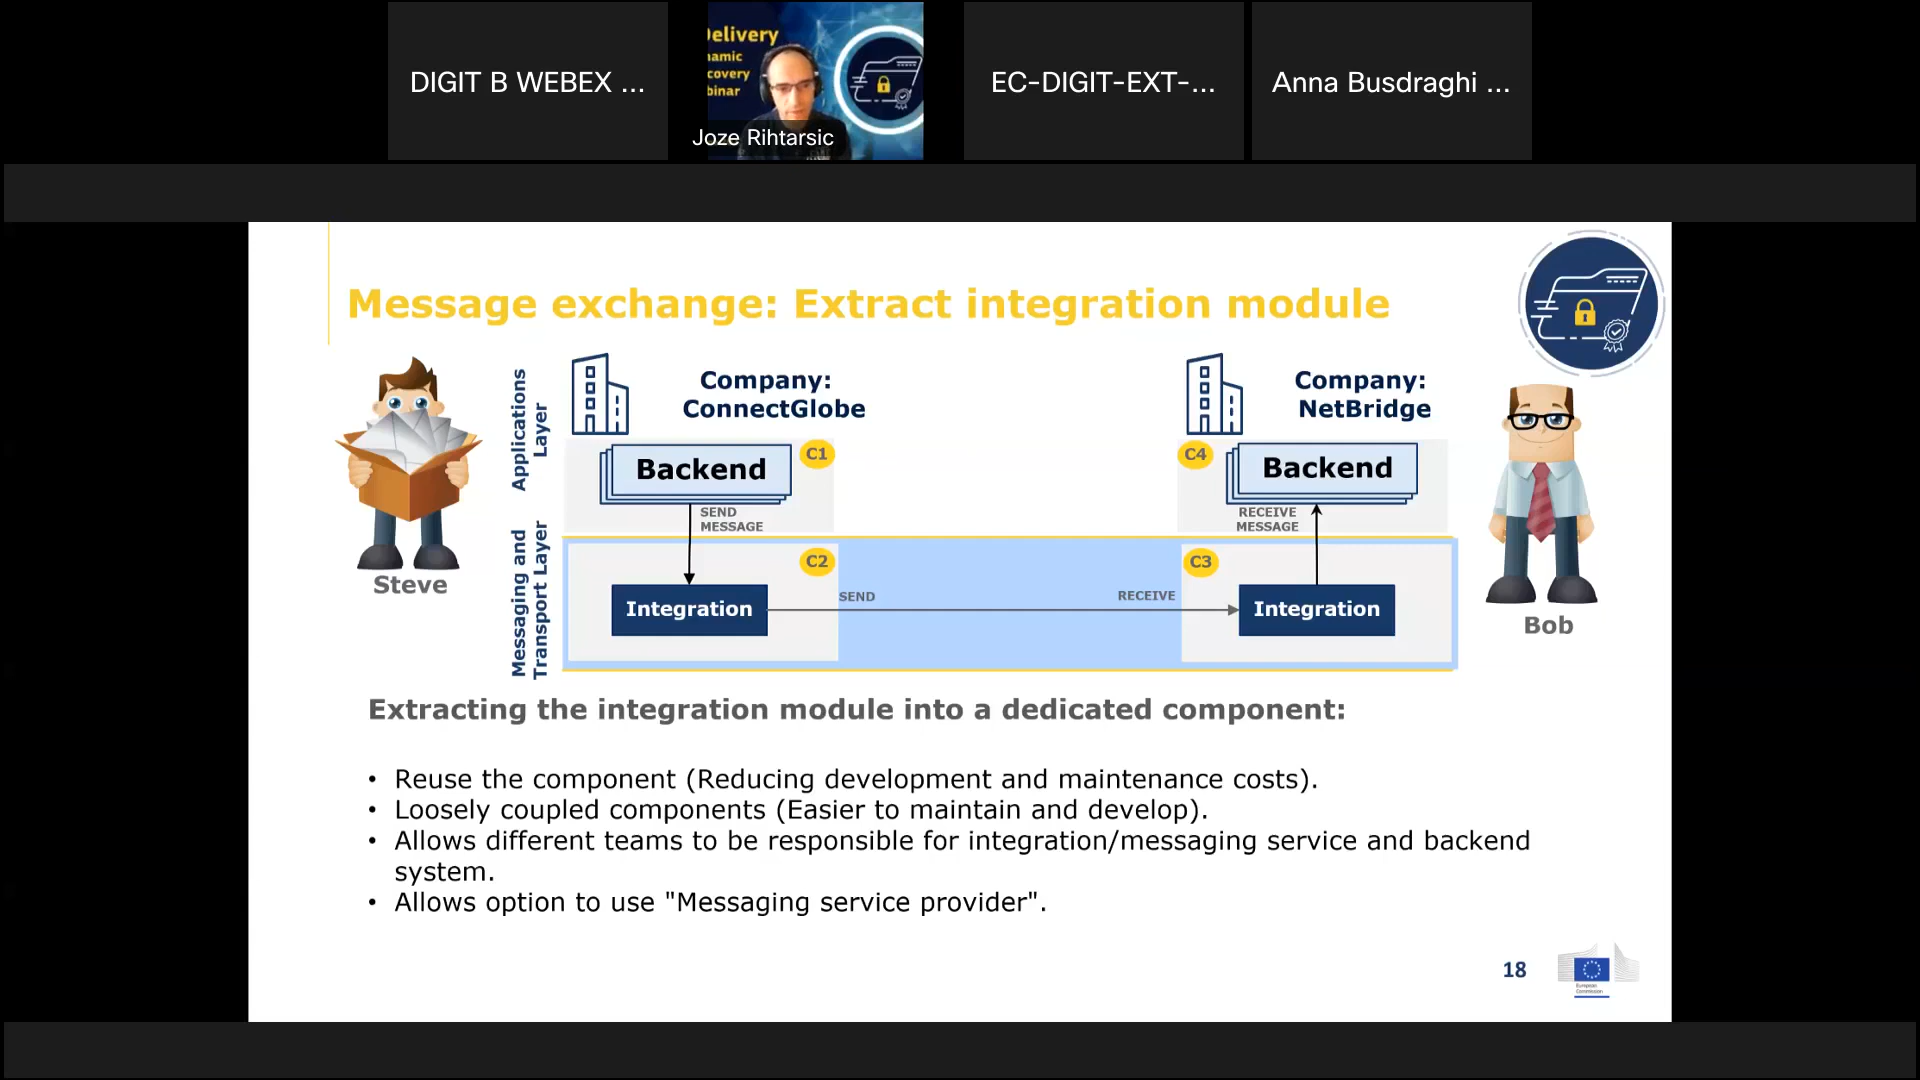 DIGIT B WEBEX ...
Delivery
namic
covery
binar
Joze Rihtarsic
EC-DIGIT-EXT-...
Anna Busdraghi ...
Message exchange: Extract integration module
Applications
Layer
Company:
ConnectGlobe
Company:
NetBridge
Backend
C1
C4
Backend
SEND
MESSAGE
RECEIVE
MESSAGE
Steve
Messaging and
Transport Layer
C2
C3
Integration
SEND
RECEIVE
Integration
Bob
Extracting the integration module into a dedicated component:
• Reuse the component (Reducing development and maintenance costs).
• Loosely coupled components (Easier to maintain and develop).
• Allows different teams to be responsible for integration/messaging service and backend
system.
• Allows option to use "Messaging service provider".
18
European
Commission